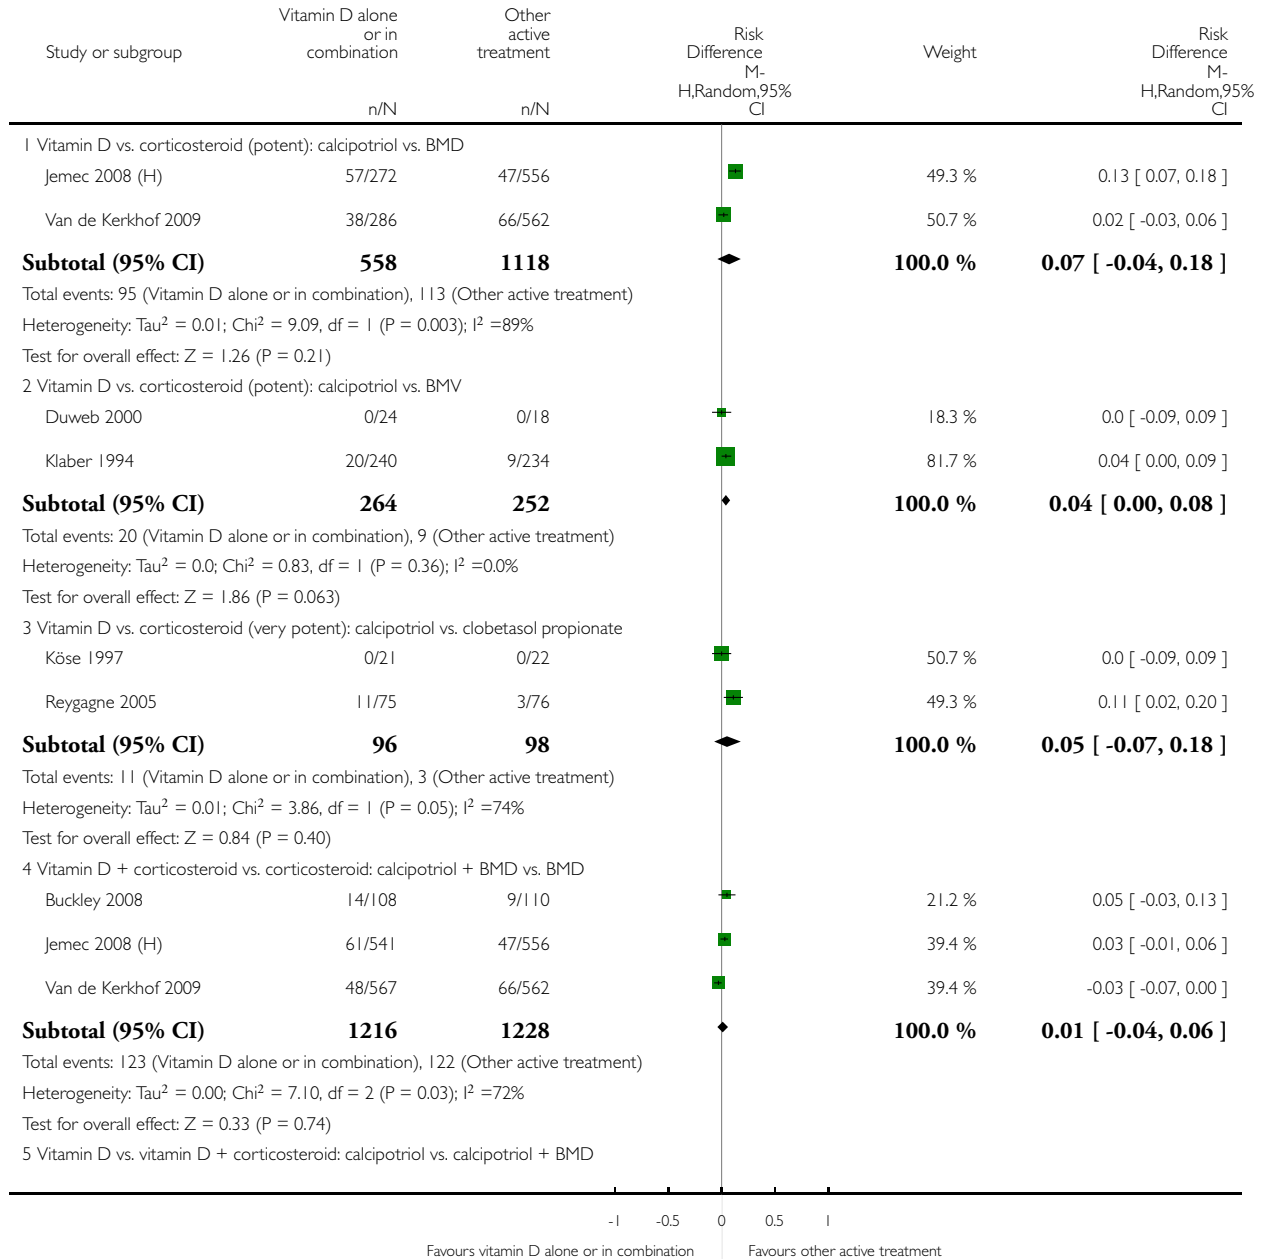 Study or subgroup
Vitamin D alone
or in
combination
Other
active
treatment
Risk
Difference
Weight
Risk
Difference
n/N
n/N
M-
H,Random,95%
CI
M-
H,Random,95%
CI
1 Vitamin D vs. corticosteroid (potent): calcipotriol vs. BMD
Jemec 2008 (H) 57/272 47/556 49.3 % 0.13 [ 0.07, 0.18 ]
Van de Kerkhof 2009 38/286 66/562 50.7 % 0.02 [ -0.03, 0.06 ]
Subtotal (95% CI) 558 1118 100.0 % 0.07 [ -0.04, 0.18 ]
Total events: 95 (Vitamin D alone or in combination), 113 (Other active treatment)
Heterogeneity: Tau² = 0.01; Chi² = 9.09, df = 1 (P = 0.003); I² =89%
Test for overall effect: Z = 1.26 (P = 0.21)
2 Vitamin D vs. corticosteroid (potent): calcipotriol vs. BMV
Duweb 2000 0/24 0/18 18.3 % 0.0 [ -0.09, 0.09 ]
Klaber 1994 20/240 9/234 81.7 % 0.04 [ 0.00, 0.09 ]
Subtotal (95% CI) 264 252 100.0 % 0.04 [ 0.00, 0.08 ]
Total events: 20 (Vitamin D alone or in combination), 9 (Other active treatment)
Heterogeneity: Tau² = 0.0; Chi² = 0.83, df = 1 (P = 0.36); I² =0.0%
Test for overall effect: Z = 1.86 (P = 0.063)
3 Vitamin D vs. corticosteroid (very potent): calcipotriol vs. clobetasol propionate
Köse 1997 0/21 0/22 50.7 % 0.0 [ -0.09, 0.09 ]
Reygagne 2005 11/75 3/76 49.3 % 0.11 [ 0.02, 0.20 ]
Subtotal (95% CI) 96 98 100.0 % 0.05 [ -0.07, 0.18 ]
Total events: 11 (Vitamin D alone or in combination), 3 (Other active treatment)
Heterogeneity: Tau² = 0.01; Chi² = 3.86, df = 1 (P = 0.05); I² =74%
Test for overall effect: Z = 0.84 (P = 0.40)
4 Vitamin D + corticosteroid vs. corticosteroid: calcipotriol + BMD vs. BMD
Buckley 2008 14/108 9/110 21.2 % 0.05 [ -0.03, 0.13 ]
Jemec 2008 (H) 61/541 47/556 39.4 % 0.03 [ -0.01, 0.06 ]
Van de Kerkhof 2009 48/567 66/562 39.4 % -0.03 [ -0.07, 0.00 ]
Subtotal (95% CI) 1216 1228 100.0 % 0.01 [ -0.04, 0.06 ]
Total events: 123 (Vitamin D alone or in combination), 122 (Other active treatment)
Heterogeneity: Tau² = 0.00; Chi² = 7.10, df = 2 (P = 0.03); I² =72%
Test for overall effect: Z = 0.33 (P = 0.74)
5 Vitamin D vs. vitamin D + corticosteroid: calcipotriol vs. calcipotriol + BMD
-1 -0.5 0 0.5 1
Favours vitamin D alone or in combination Favours other active treatment